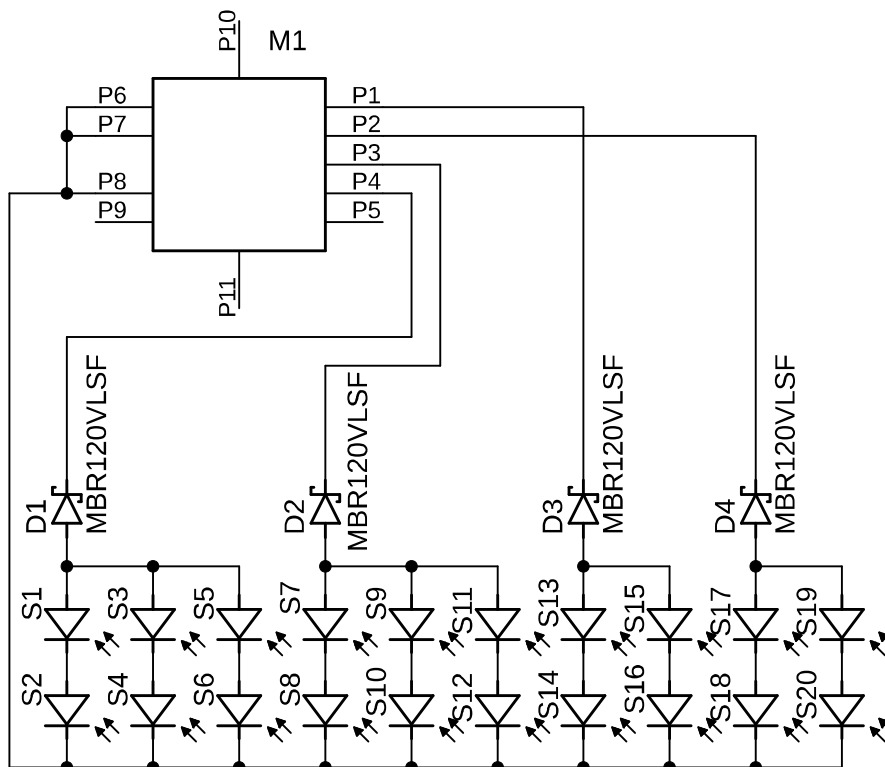 P10
M1
P6
P1
P7
P2
P3
P8
P4
P9
P5
P11
D1
MBR120VLSF
D2
MBR120VLSF
D3
MBR120VLSF
D4
MBR120VLSF
S1
S3
S5
S7
S9
S11
S13
S15
S17
S19
S2
S4
S6
S8
S10
S12
S14
S16
S18
S20